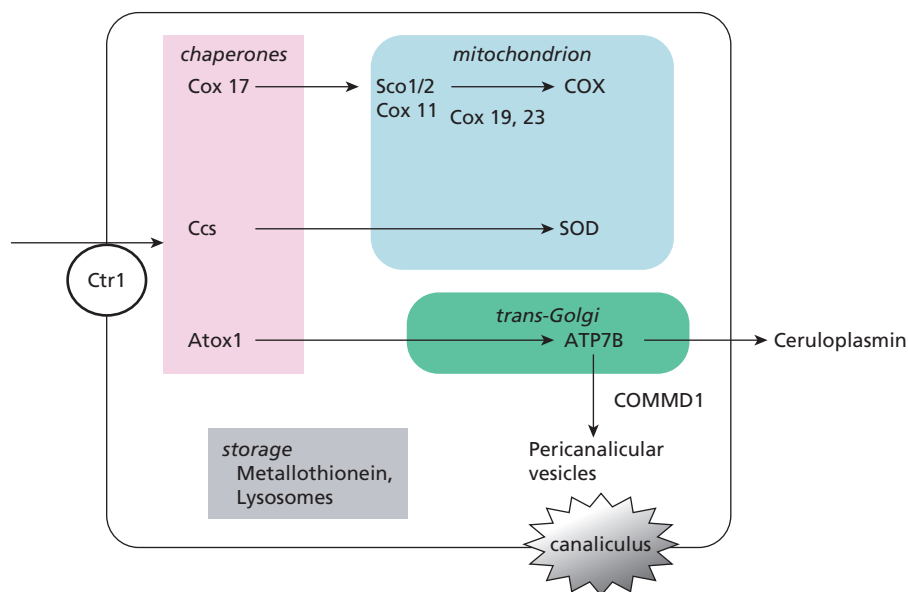 chaperones
mitochondrion
Cox 17
Sco1/2
COX
Cox 11
Cox 19, 23
Ccs
SOD
Ctr1
trans-Golgi
Atox1
ATP7B
Ceruloplasmin
COMMD1
storage
Metallothionein,
Lysosomes
Pericanalicular
vesicles
canaliculus